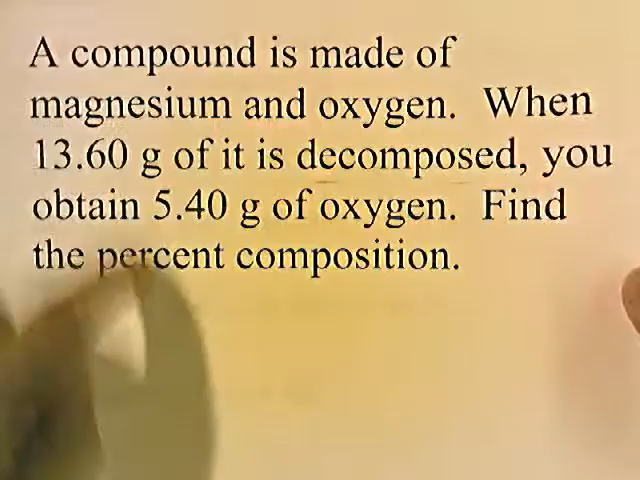 A compound is made of
magnesium and oxygen.  When
13.60 g of it is decomposed, you
obtain 5.40 g of oxygen.  Find
the percent composition.